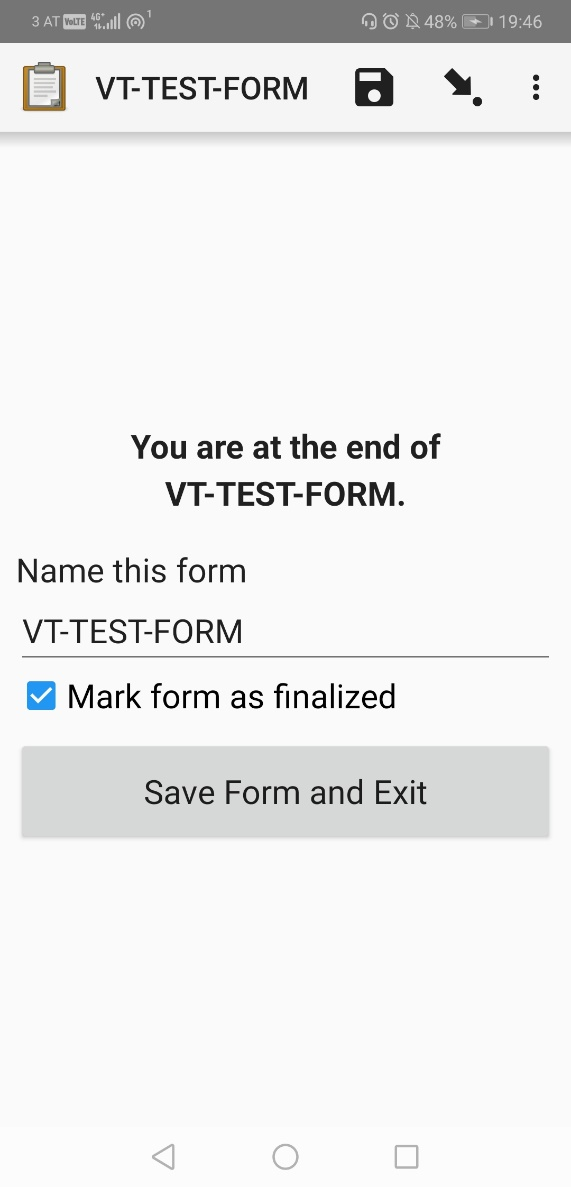 3 AT VoLTE 4G+ 1 48% 19:46
VT-TEST-FORM
You are at the end of
VT-TEST-FORM.
Name this form
VT-TEST-FORM
Mark form as finalized
Save Form and Exit